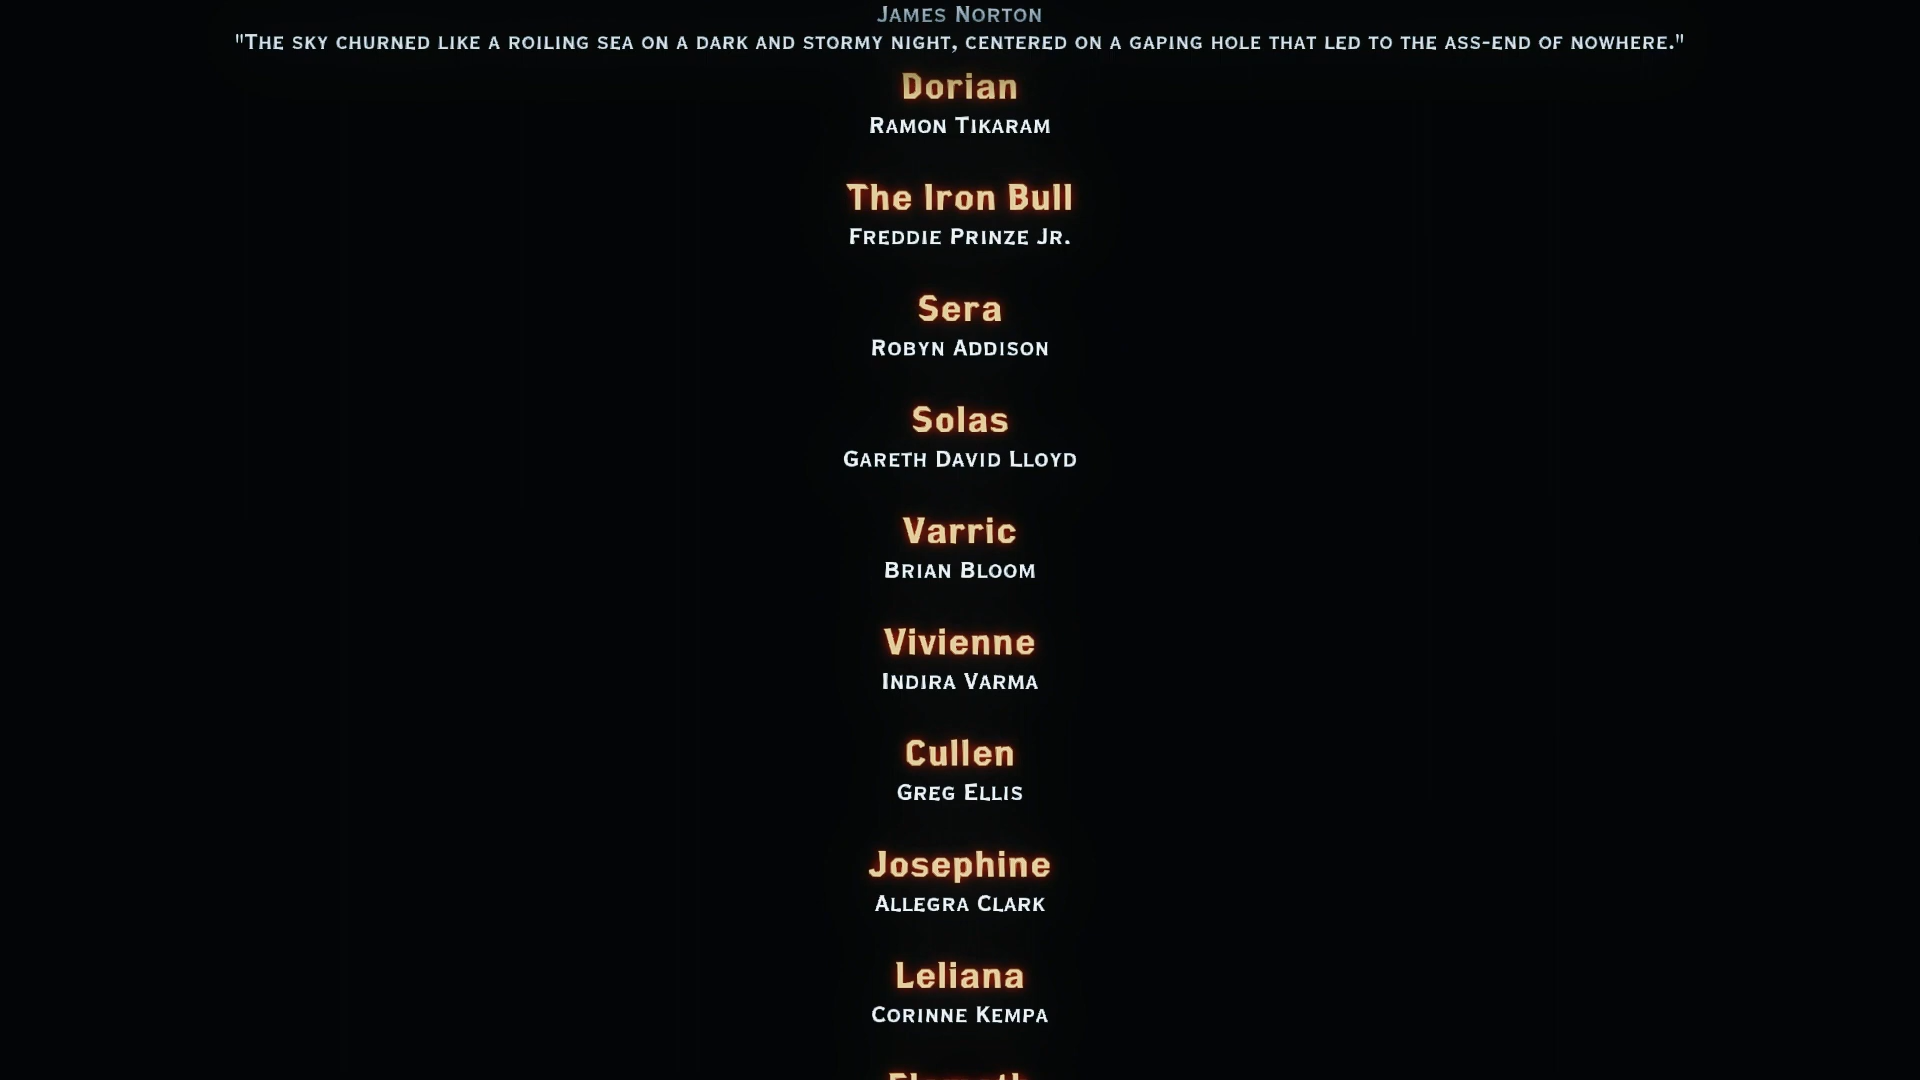 James Norton
"The sky churned like a roiling sea on a dark and stormy night, centered on a gaping hole that led to the ass-end of nowhere."
Dorian
Ramon Tikaram
The Iron Bull
Freddie Prinze Jr.
Sera
Robyn Addison
Solas
Gareth David Lloyd
Varric
Brian Bloom
Vivienne
Indira Varma
Cullen
Greg Ellis
Josephine
Allegra Clark
Leliana
Corinne Kempa